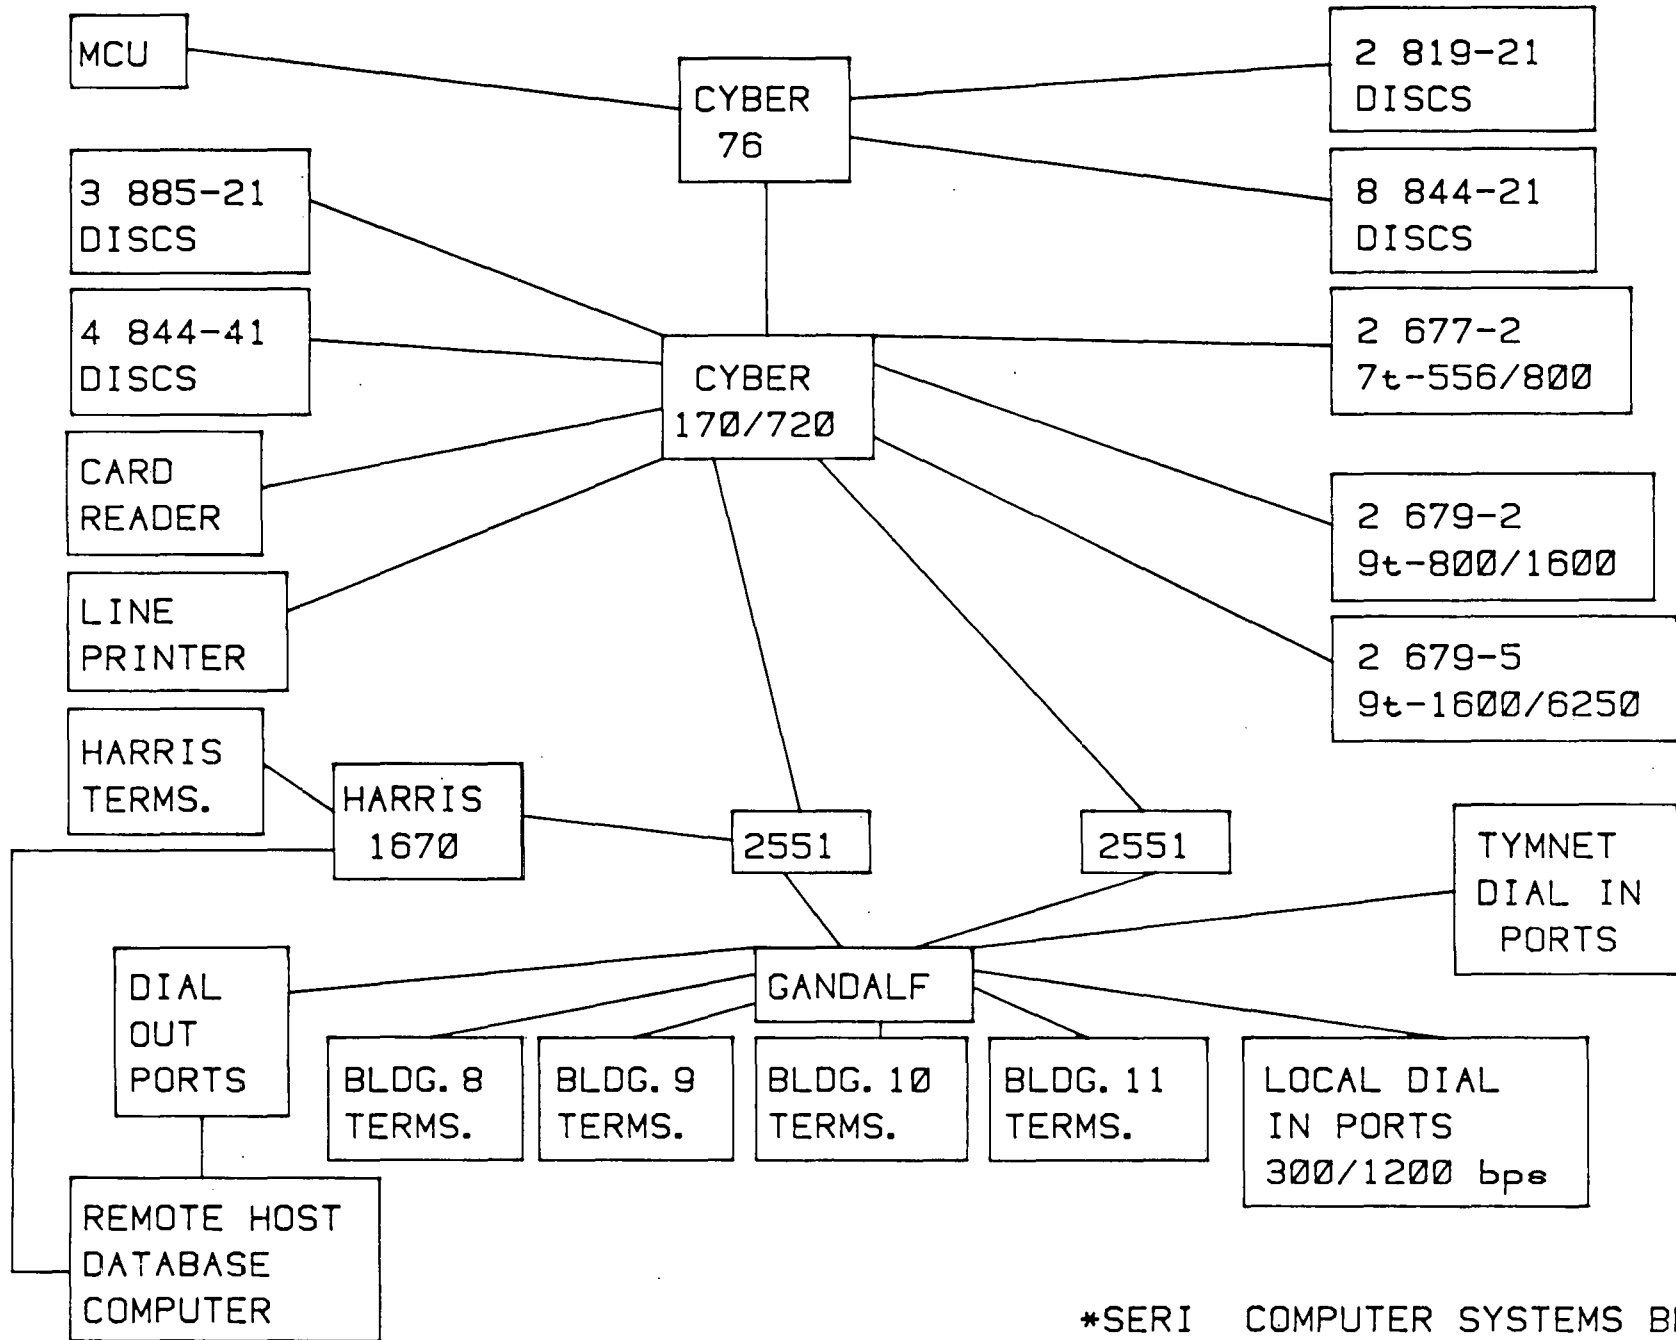 MCU
CYBER
76
2 819-21
DISCS
3 885-21
DISCS
8 844-21
DISCS
4 844-41
DISCS
CYBER
170/720
2 677-2
7t-556/800
CARD
READER
2 679-2
9t-800/1600
LINE
PRINTER
2 679-5
9t-1600/6250
HARRIS
TERMS.
HARRIS
1670
2551
2551
TYMNET
DIAL IN
PORTS
DIAL
OUT
PORTS
GANDALF
BLDG. 8
TERMS.
BLDG. 9
TERMS.
BLDG. 10
TERMS.
BLDG. 11
TERMS.
LOCAL DIAL
IN PORTS
300/1200 bps
REMOTE HOST
DATABASE
COMPUTER
*SERI COMPUTER SYSTEMS